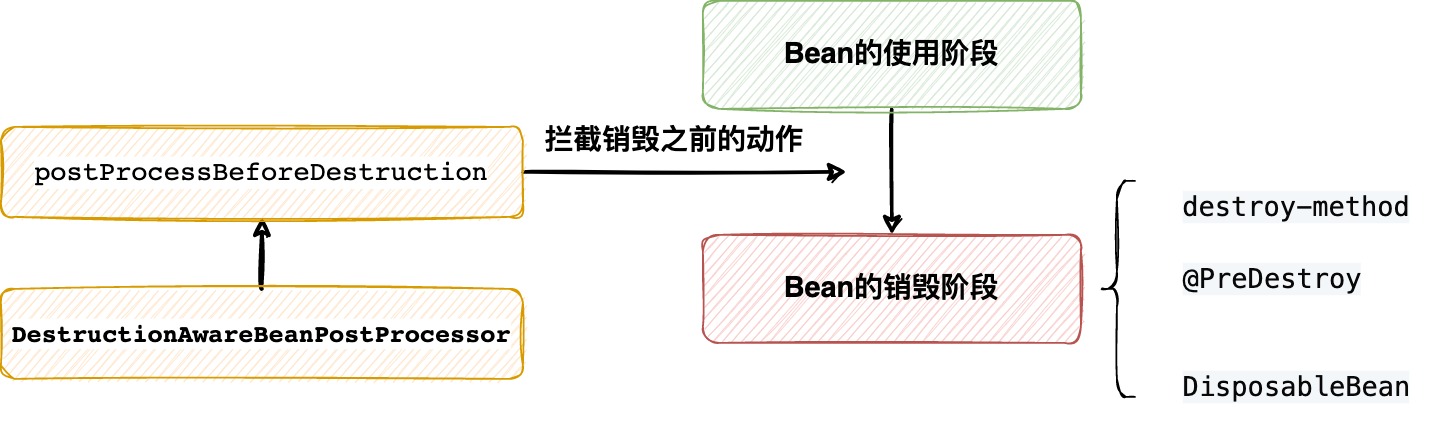 Bean的使用阶段
拦截销毁之前的动作
postProcessBeforeDestruction
destroy-method
@PreDestroy
Bean的销毁阶段
DestructionAwareBeanPostProcessor
DisposableBean